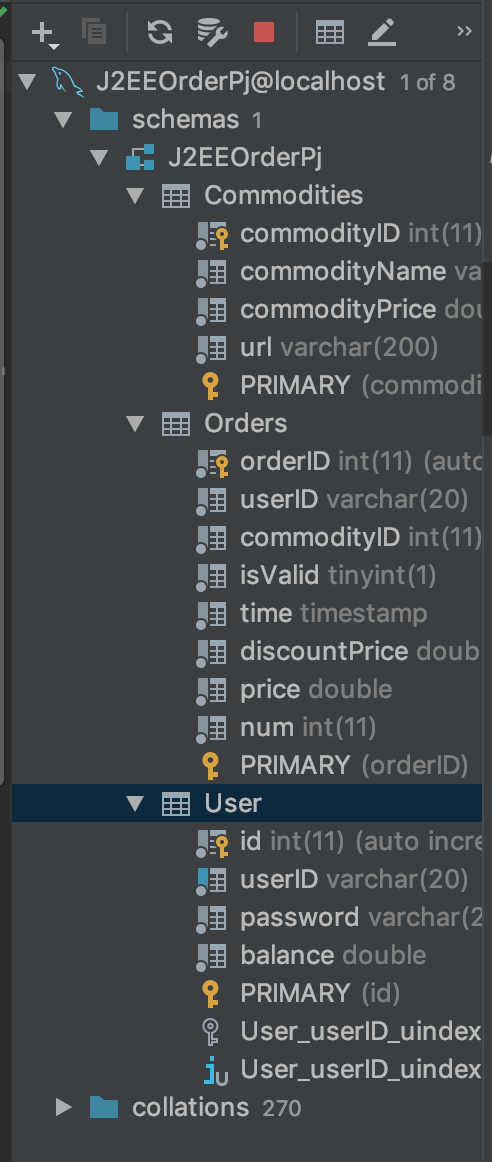 J2EEOrderPj@localhost 1 of 8
schemas 1
J2EEOrderPj
Commodities
commodityID int(11)
commodityName va
commodityPrice dou
url varchar(200)
PRIMARY (commodi
Orders
orderID int(11) (auto
userID varchar(20)
commodityID int(11)
isValid tinyint(1)
time timestamp
discountPrice doub
price double
num int(11)
PRIMARY (orderID)
User
id int(11) (auto incre
userID varchar(20)
password varchar(2
balance double
PRIMARY (id)
User_userID_uindex
User_userID_uindex
collations 270